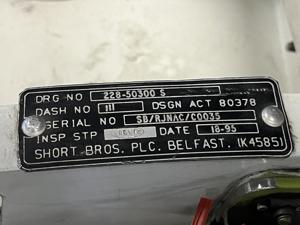 DRG NO 228-50300 S
DASH NO 111 DSGN ACT 80378
SERIAL NO SB/RJNAC/C0035
INSP STP DATE 18-95
SHORT BROS. PLC. BELFAST. (K4585)